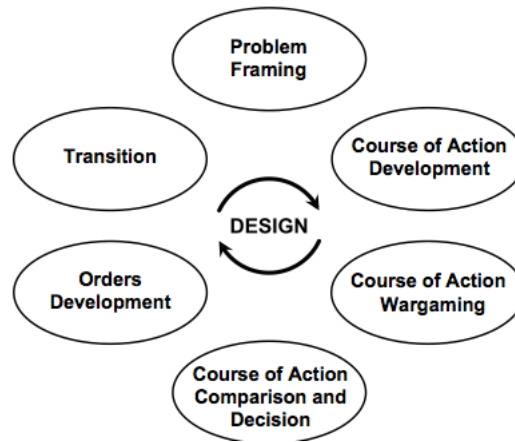 Problem
Framing
Course of Action
Development
Course of Action
Wargaming
Course of Action
Comparison and
Decision
Orders
Development
Transition
DESIGN